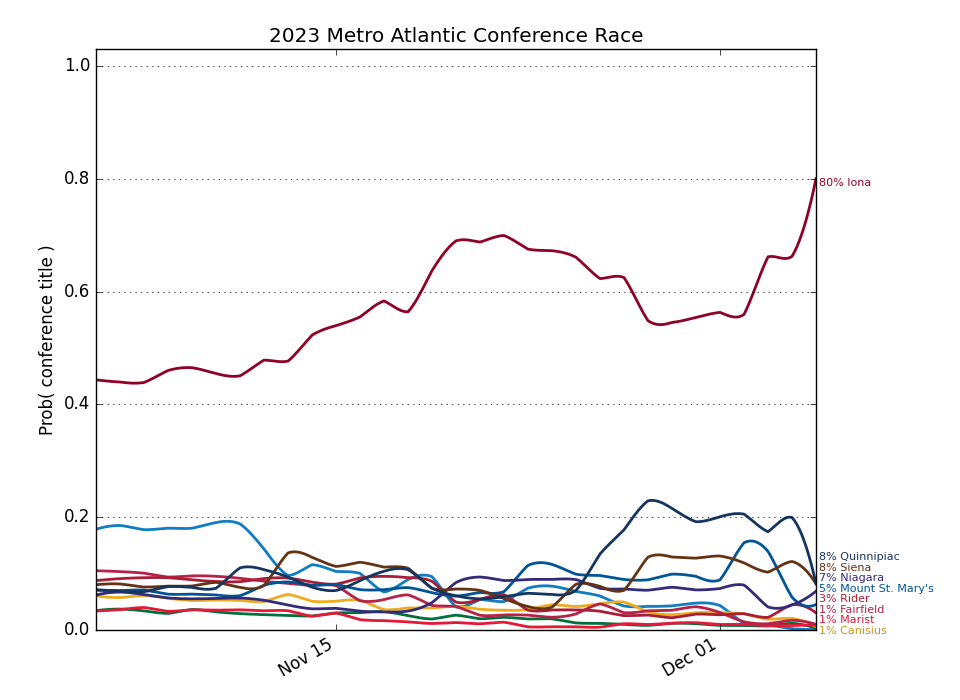 2023 Metro Atlantic Conference Race
Prob( conference title )
1.0
0.8
0.6
0.4
0.2
0.0
Nov 15
Dec 01
80% Iona
8% Quinnipiac
8% Siena
7% Niagara
5% Mount St. Mary's
3% Rider
1% Fairfield
1% Marist
1% Canisius